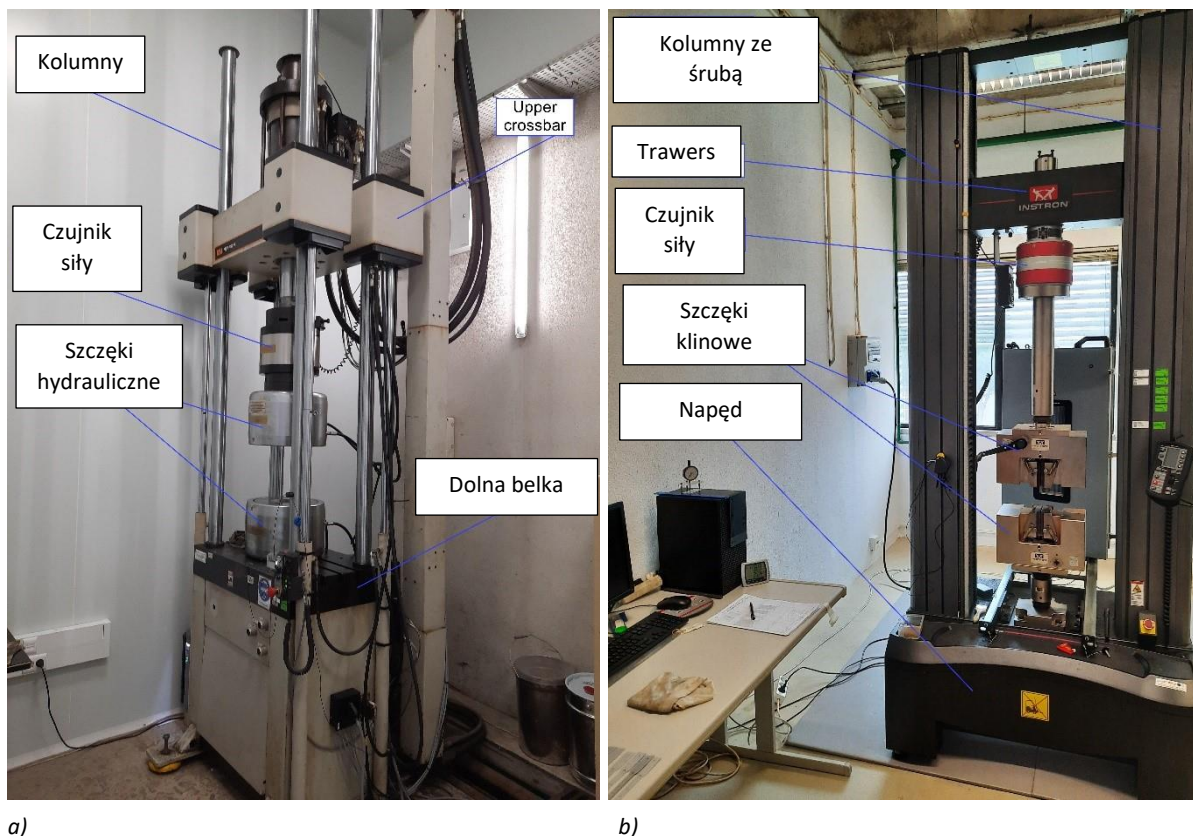 Kolumny
Upper
crossbar
Czujnik
siły
Szczęki
hydrauliczne
Dolna belka
a)
Kolumny ze
śrubą
Trawers
INSTRON
Czujnik
siły
Szczęki
klinowe
Napęd
b)